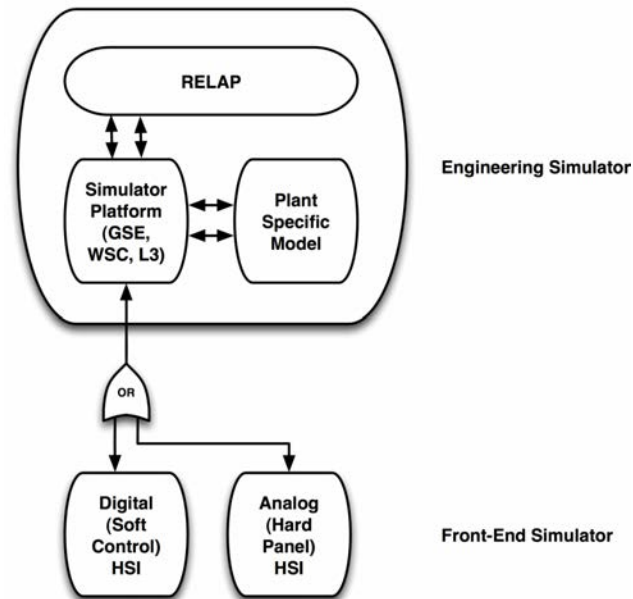 RELAP
Engineering Simulator
Simulator
Platform
(GSE,
WSC, L3)
Plant
Specific
Model
OR
Digital
(Soft
Control)
HSI
Analog
(Hard
Panel)
HSI
Front-End Simulator